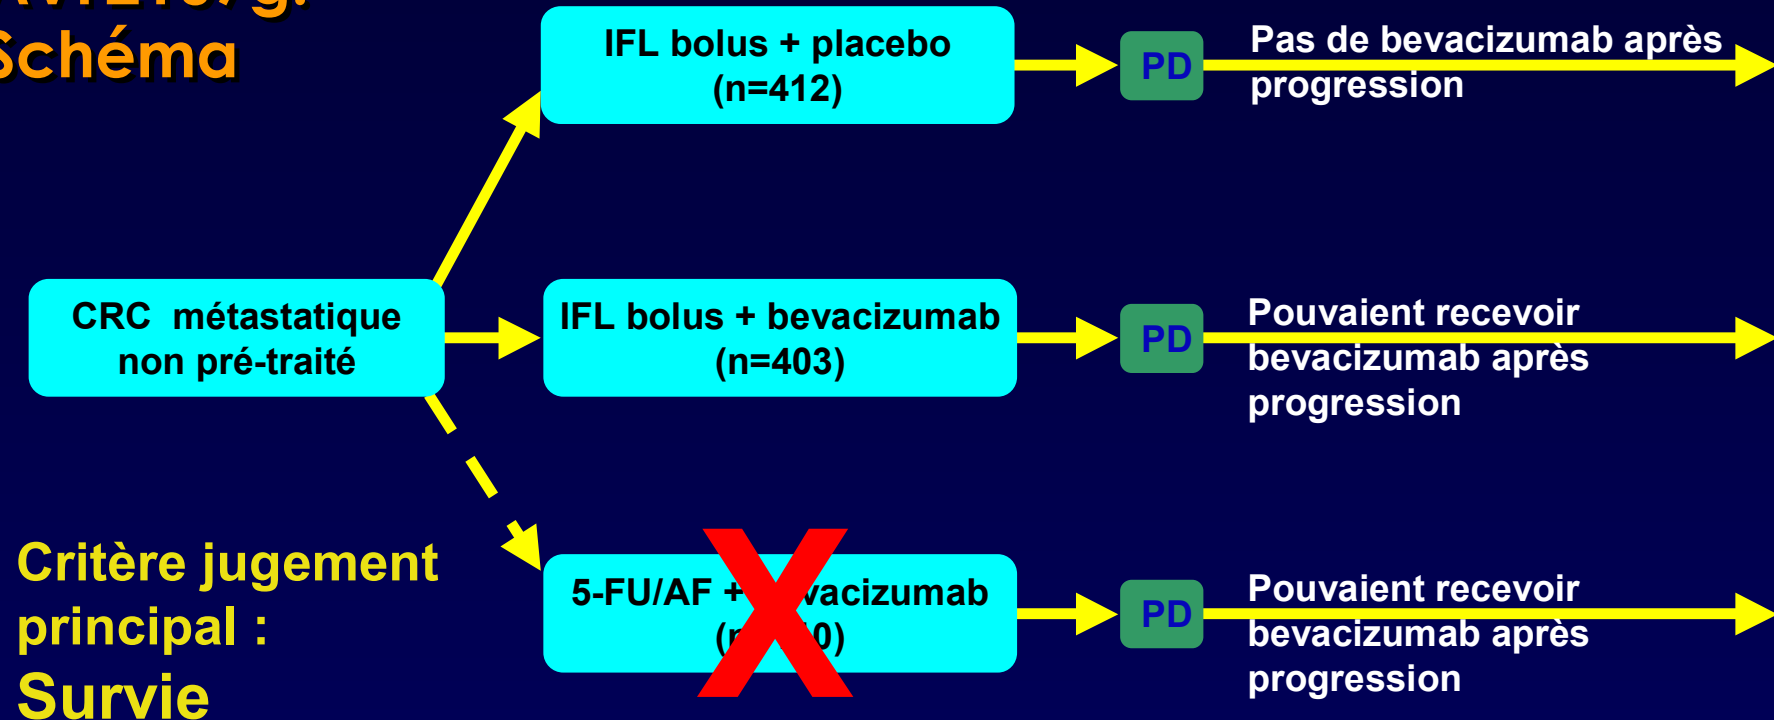 Schéma
IFL bolus + placebo
(n=412)
PD
Pas de bevacizumab après
progression
CRC métastatique
non pré-traité
IFL bolus + bevacizumab
(n=403)
PD
Pouvaient recevoir
bevacizumab après
progression
Critère jugement
principal :
Survie
5-FU/AF +
X
PD
Pouvaient recevoir
bevacizumab après
progression